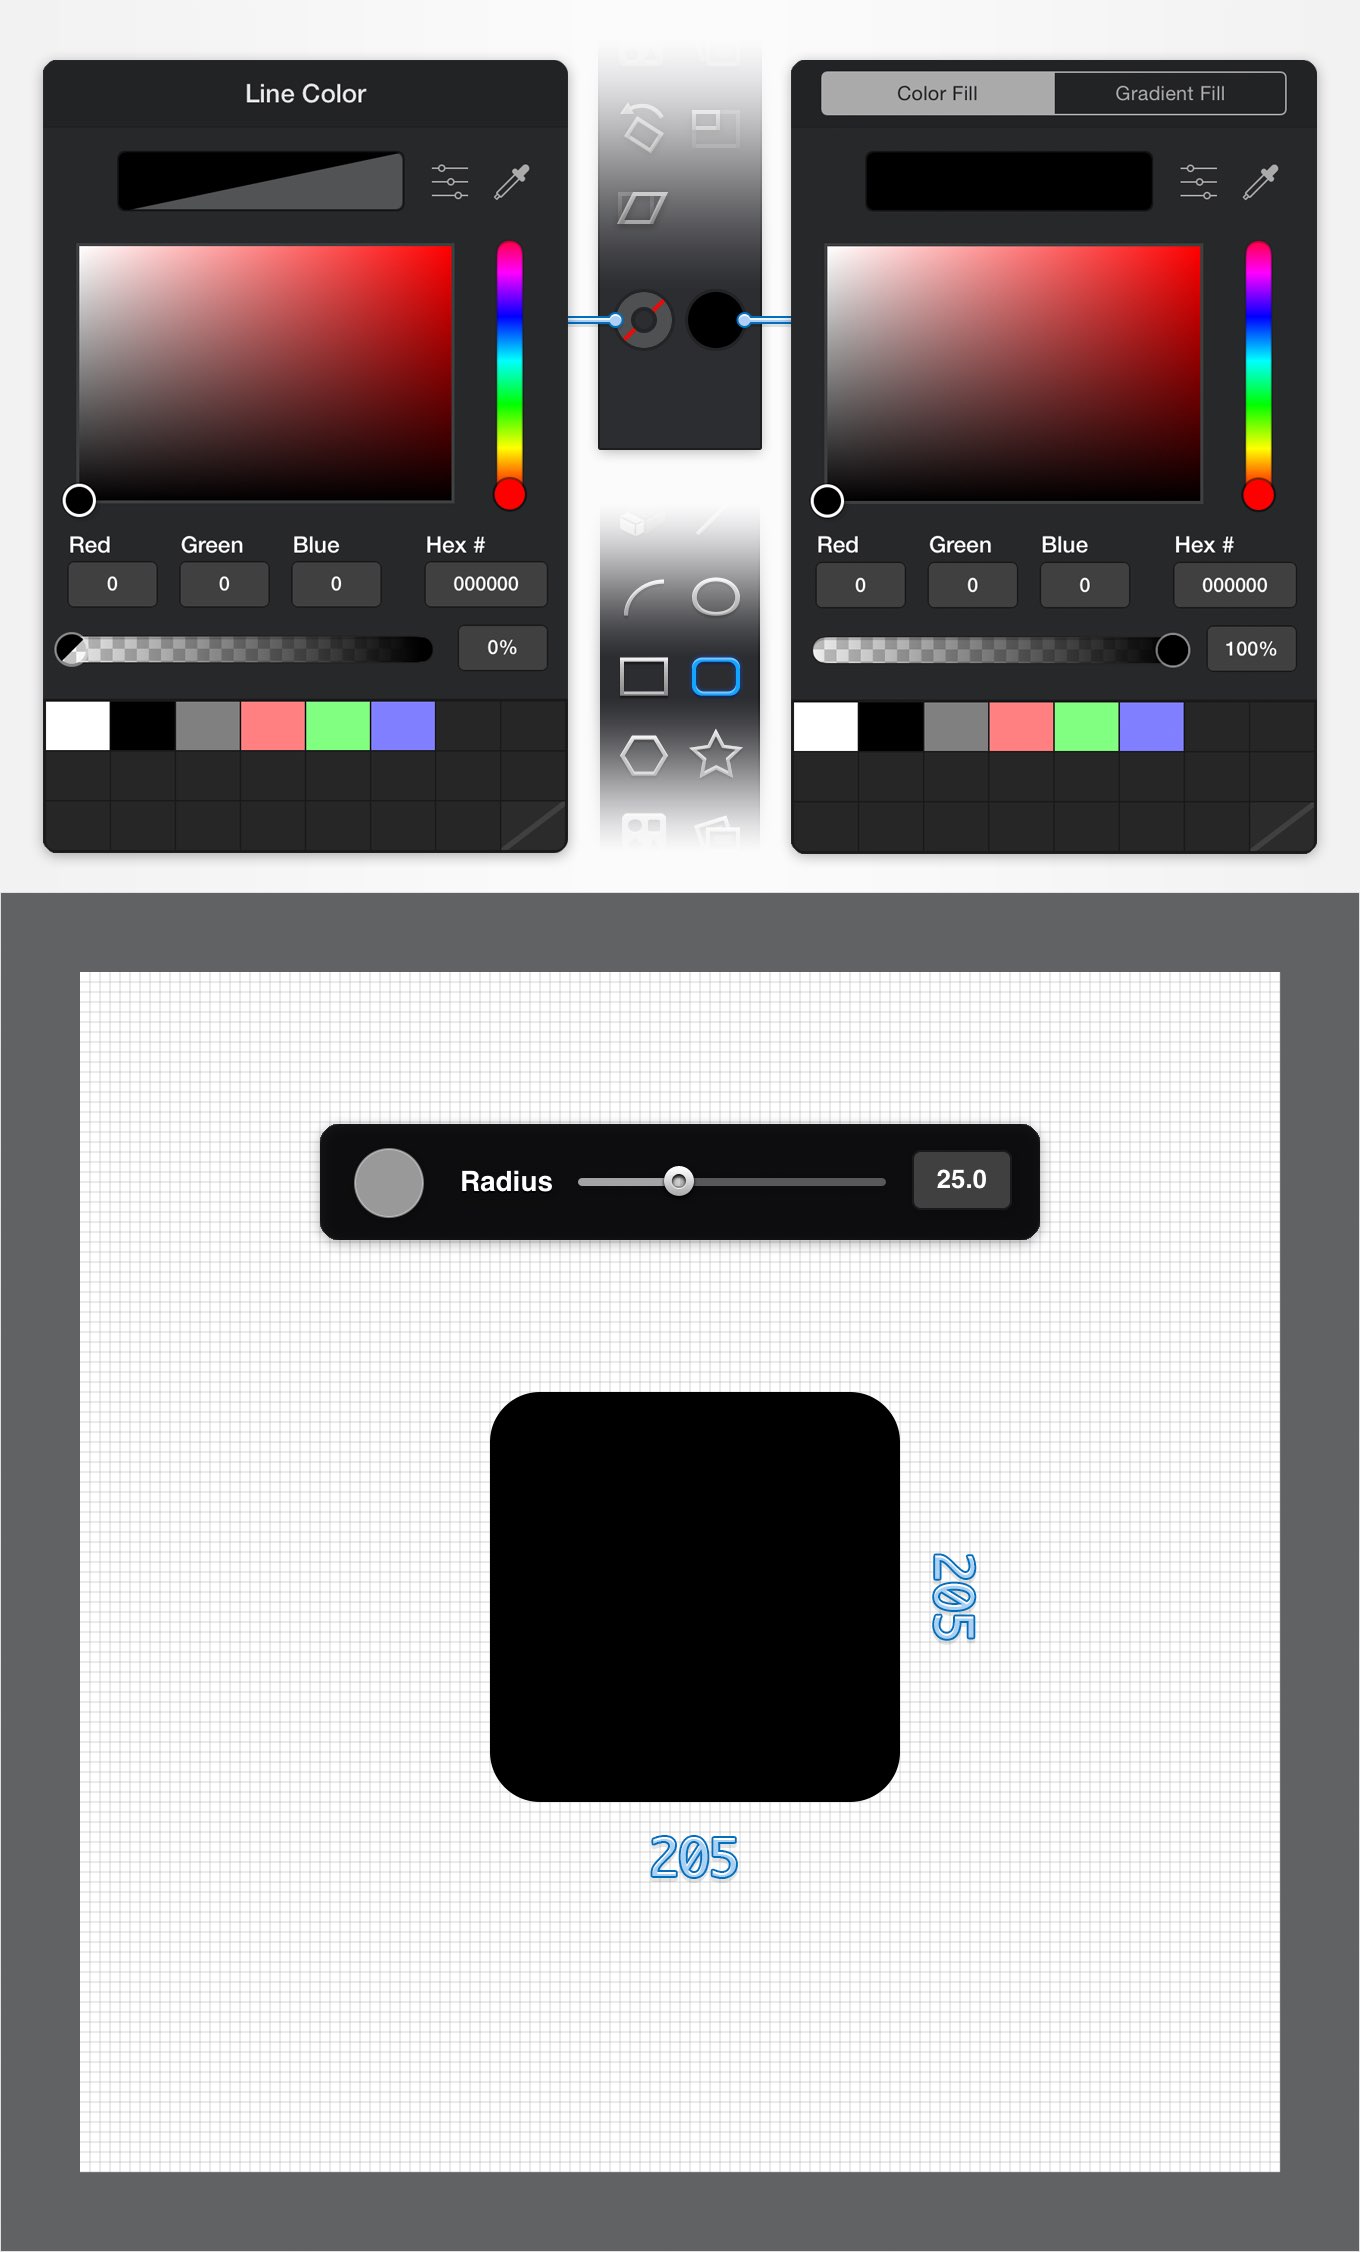 Line Color
Red Green Blue Hex #
0 0 0 000000
0%
Color Fill Gradient Fill
Red Green Blue Hex #
0 0 0 000000
100%
Radius 25.0
205
205